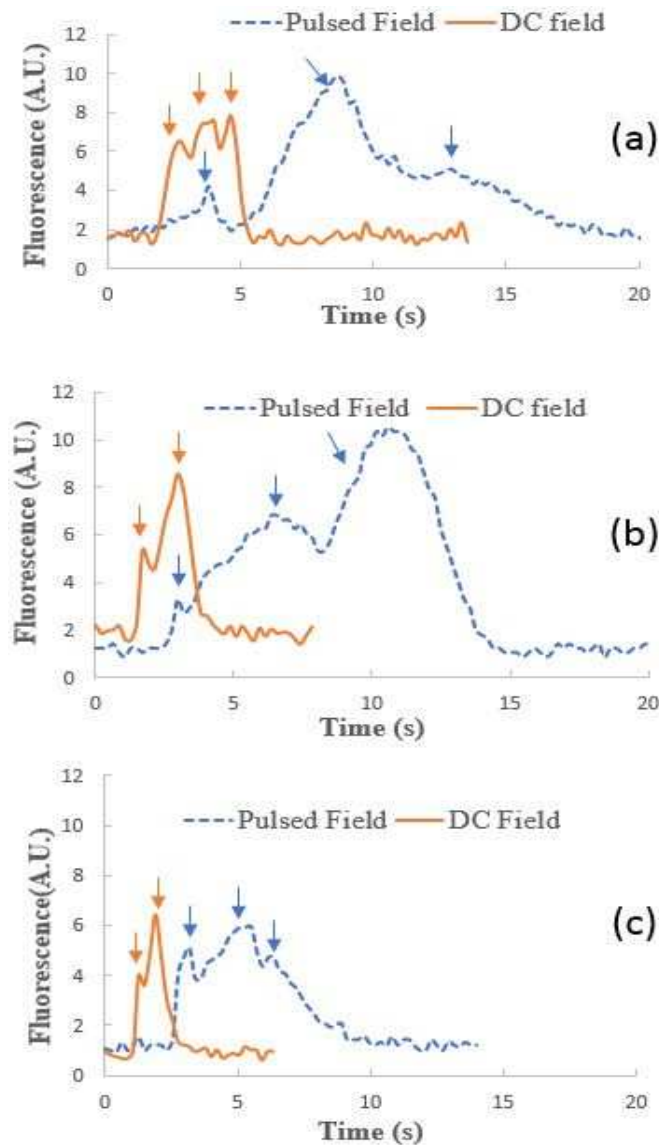 Pulsed Field DC field
12
10
8
6
4
2
0
Fluorescence (A.U.)
(a)
0 5 10 15 20
Time (s)
12
10
8
6
4
2
0
Pulsed Field DC field
Fluorescence (A.U.)
(b)
0 5 10 15 20
Time (s)
12
10
8
6
4
2
0
Pulsed Field DC Field
Fluorescence(A.U.)
(c)
0 5 10 15 20
Time (s)